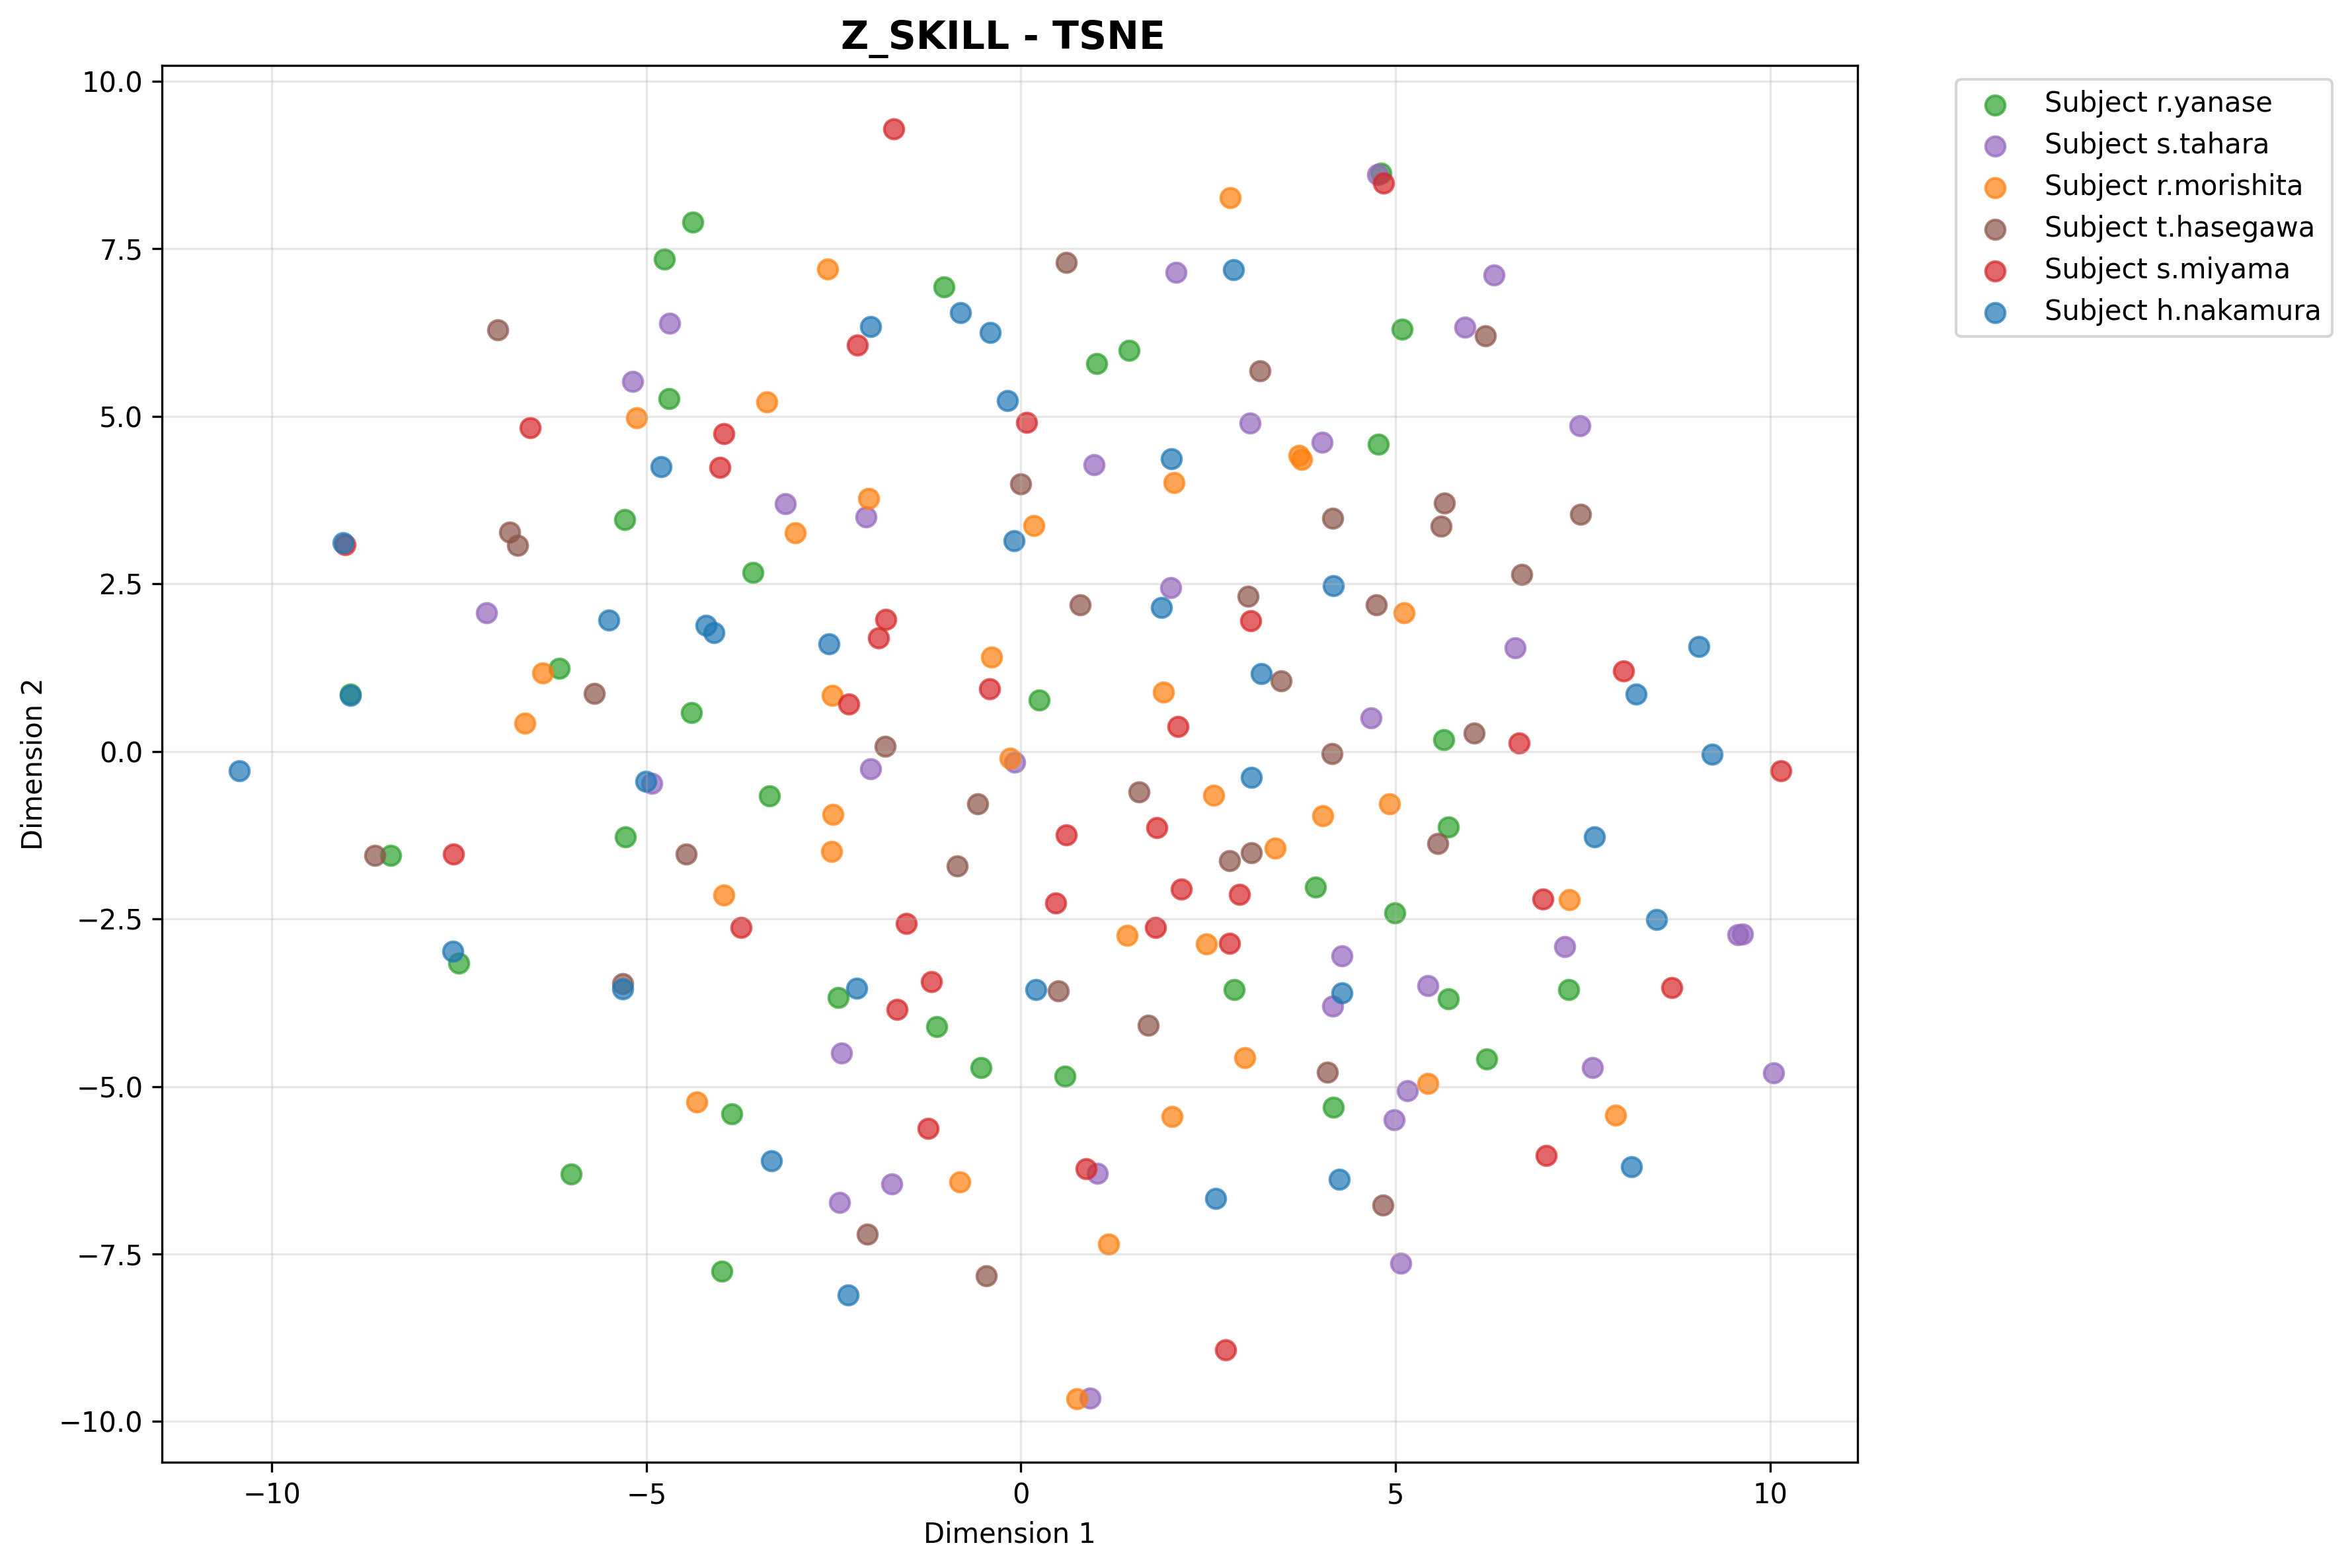 Z_SKILL - TSNE
Subject r.yanase
Subject s.tahara
Subject r.morishita
Subject t.hasegawa
Subject s.miyama
Subject h.nakamura
Dimension 2
10.0
7.5
5.0
2.5
0.0
−2.5
−5.0
−7.5
−10.0
−10 −5 0 5 10
Dimension 1